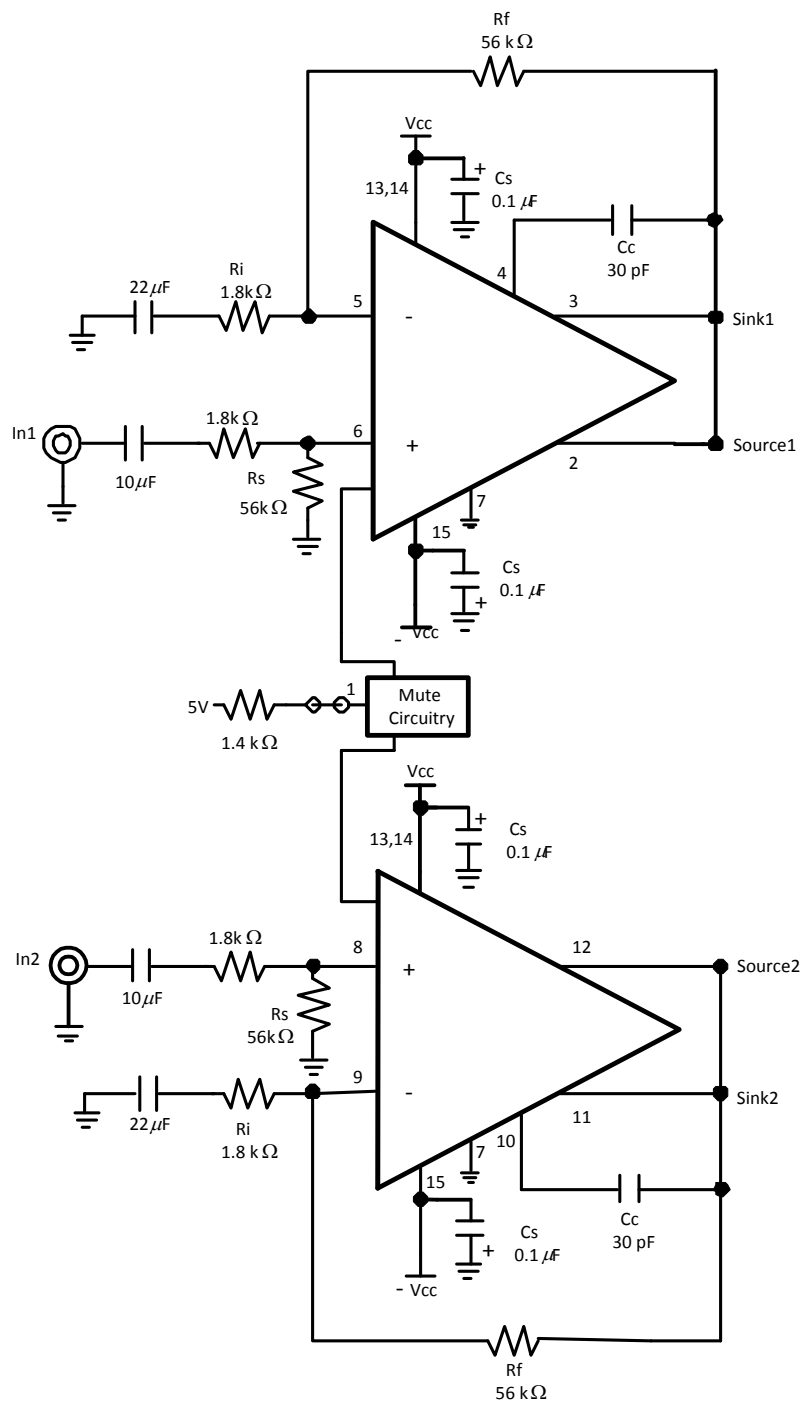 Rf
56 kΩ
Vcc
+
Cs
0.1 μF
13,14
4
Cc
30 pF
22μF
Ri
1.8kΩ
5
-
3
Sink1
In1
10μF
1.8kΩ
Rs
56kΩ
6
+
2
Source1
7
15
Cs
0.1 μF
+
- Vcc
5V
1.4 kΩ
1
Mute
Circuitry
Vcc
+
Cs
0.1 μF
13,14
In2
10μF
1.8kΩ
Rs
56kΩ
8
+
12
Source2
22μF
Ri
1.8 kΩ
9
-
11
Sink2
10
7
15
Cc
30 pF
Cs
0.1 μF
+
- Vcc
Rf
56 kΩ